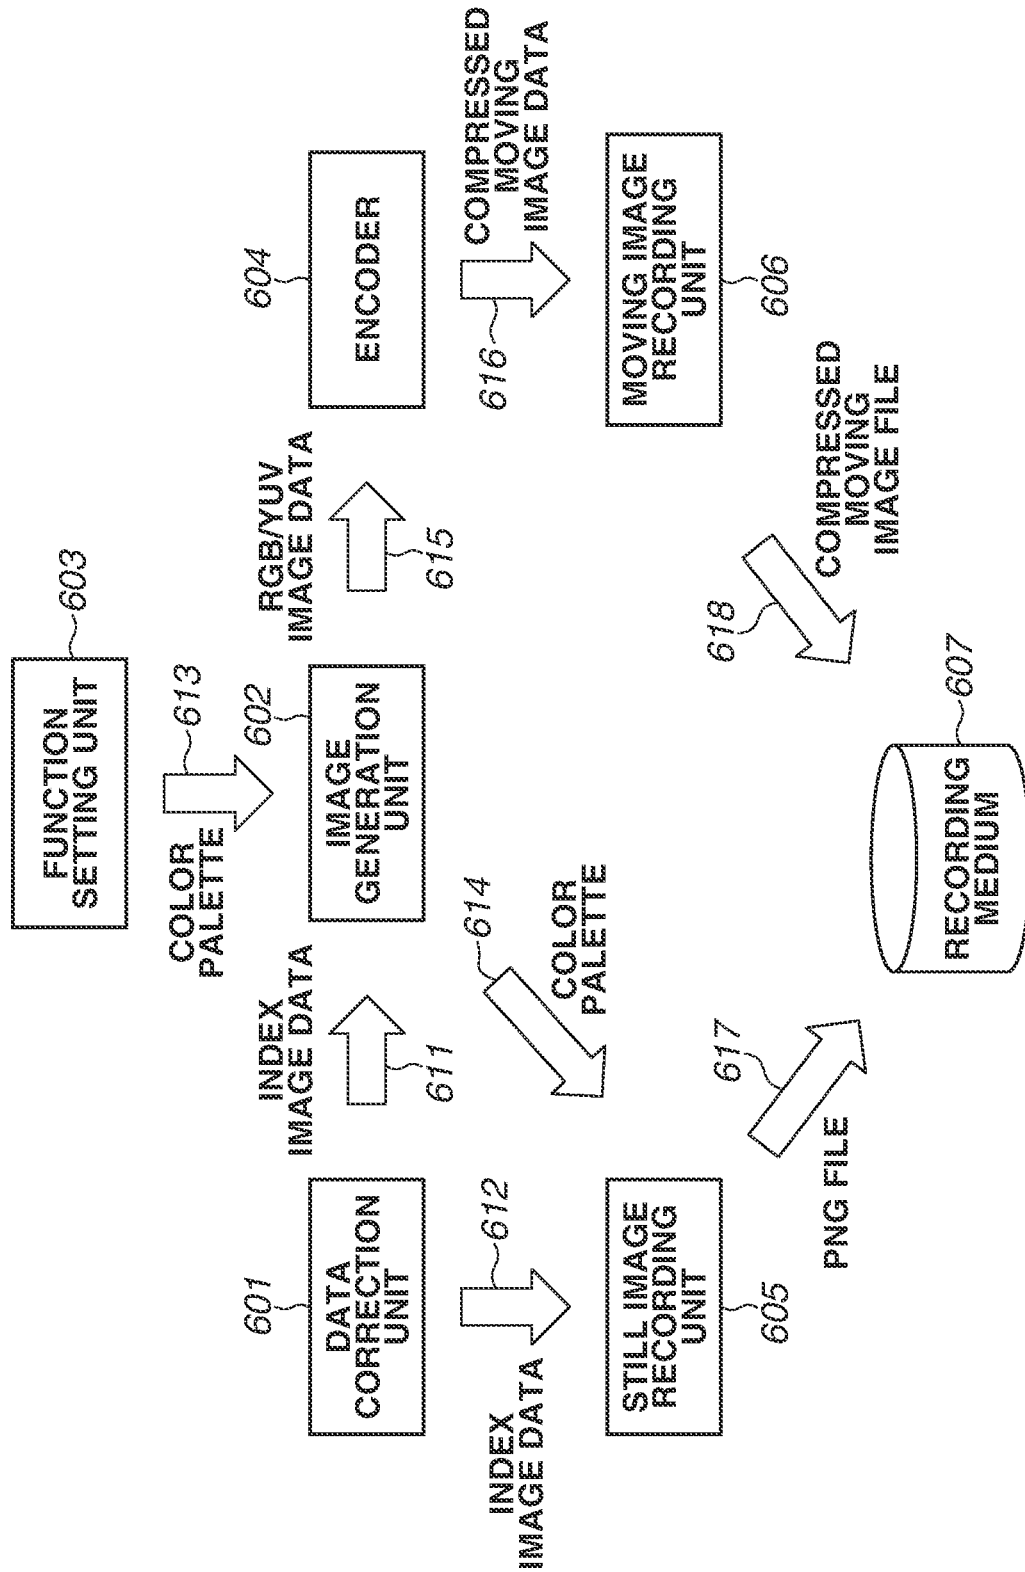 FUNCTION
SETTING UNIT
603
COLOR
PALETTE
613
601
DATA
CORRECTION
UNIT
INDEX
IMAGE DATA
611
602
IMAGE
GENERATION
UNIT
RGB/YUV
IMAGE DATA
615
604
ENCODER
INDEX
IMAGE DATA
612
614
COLOR
PALETTE
616
COMPRESSED
MOVING
IMAGE DATA
STILL IMAGE
RECORDING
UNIT
605
MOVING IMAGE
RECORDING
UNIT
606
PNG FILE
617
618
COMPRESSED
MOVING
IMAGE FILE
RECORDING
MEDIUM
607